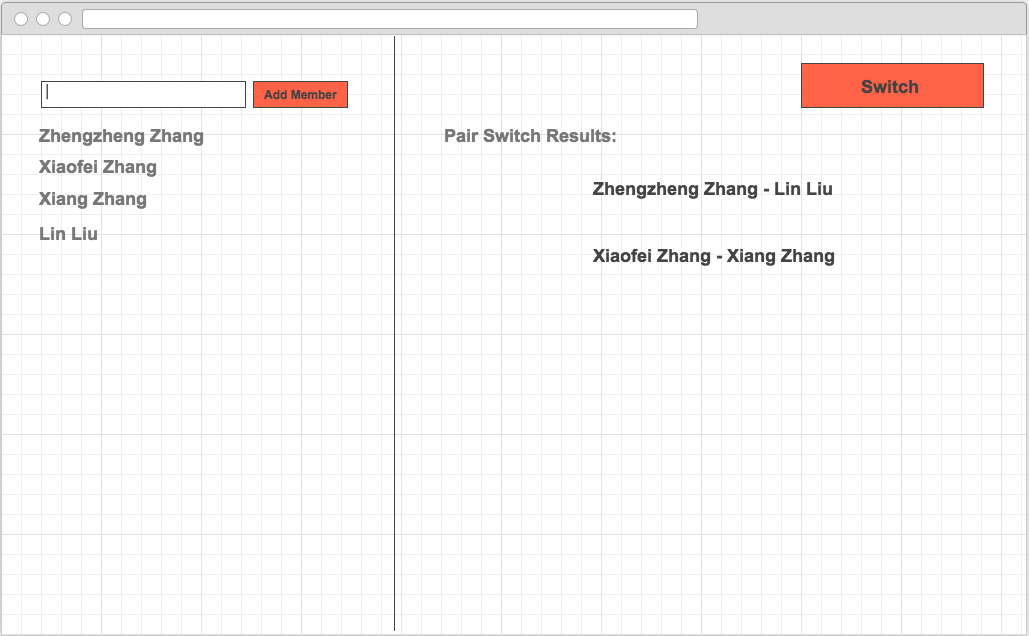 Add Member
Switch
Zhengzheng Zhang
Xiaofei Zhang
Xiang Zhang
Lin Liu
Pair Switch Results:
Zhengzheng Zhang - Lin Liu
Xiaofei Zhang - Xiang Zhang